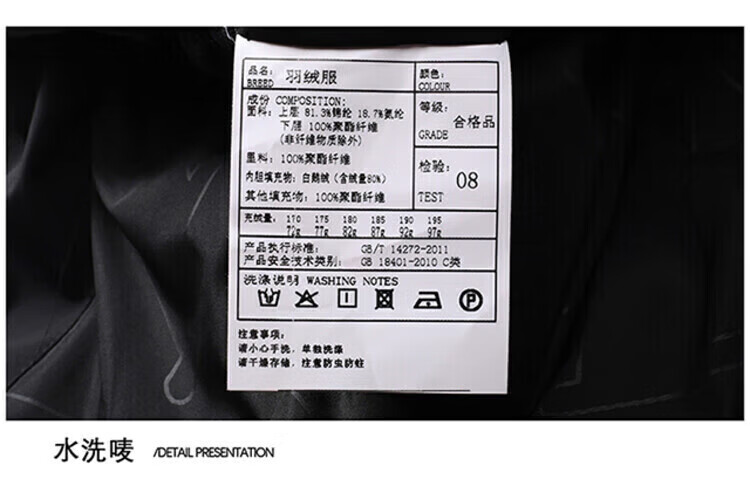 品名: 羽绒服
BREED
颜色:
COLOUR
成份 COMPOSITION:
面料: 上层 81.3%锦纶 18.7%氨纶
下层 100%聚酯纤维
(非纤维物质除外)
里料: 100%聚酯纤维
内胆填充物: 白鹅绒 (含绒量80%)
其他填充物: 100%聚酯纤维
等级: 合格品
GRADE
检验: 08
TEST
充绒量: 170 175 180 185 190 195
72g 77g 82g 87g 92g 97g
产品执行标准: GB/T 14272-2011
产品安全技术类别: GB 18401-2010 C类
洗涤说明 WASHING NOTES
P
注意事项:
请小心手洗, 单独洗涤
请干燥存储, 注意防虫防蛀
水洗唛 /DETAIL PRESENTATION